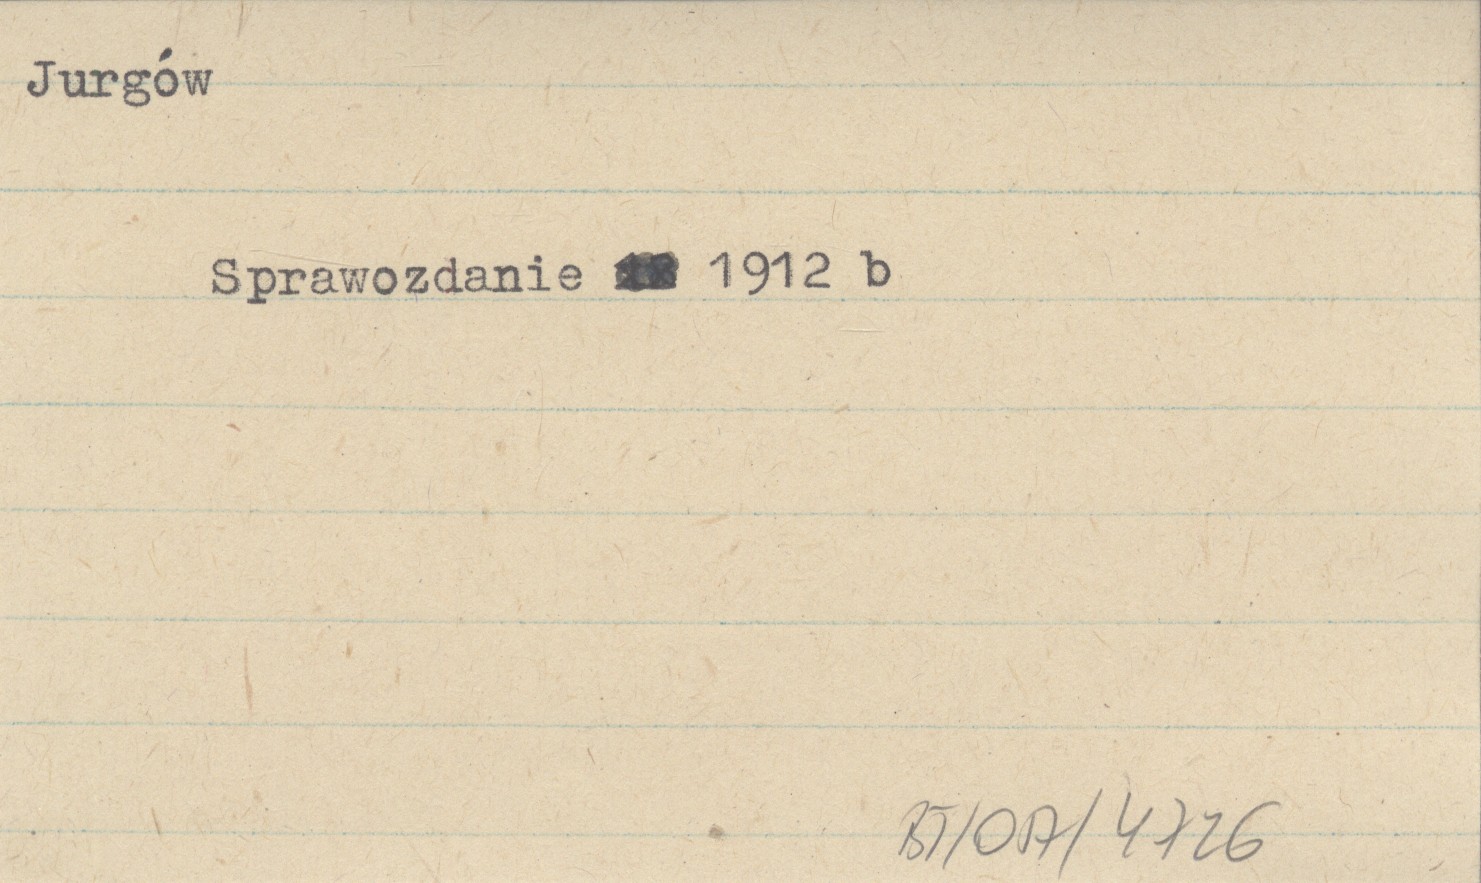 Jurgów
Sprawozdanie 1912 b
BT/OA/4726